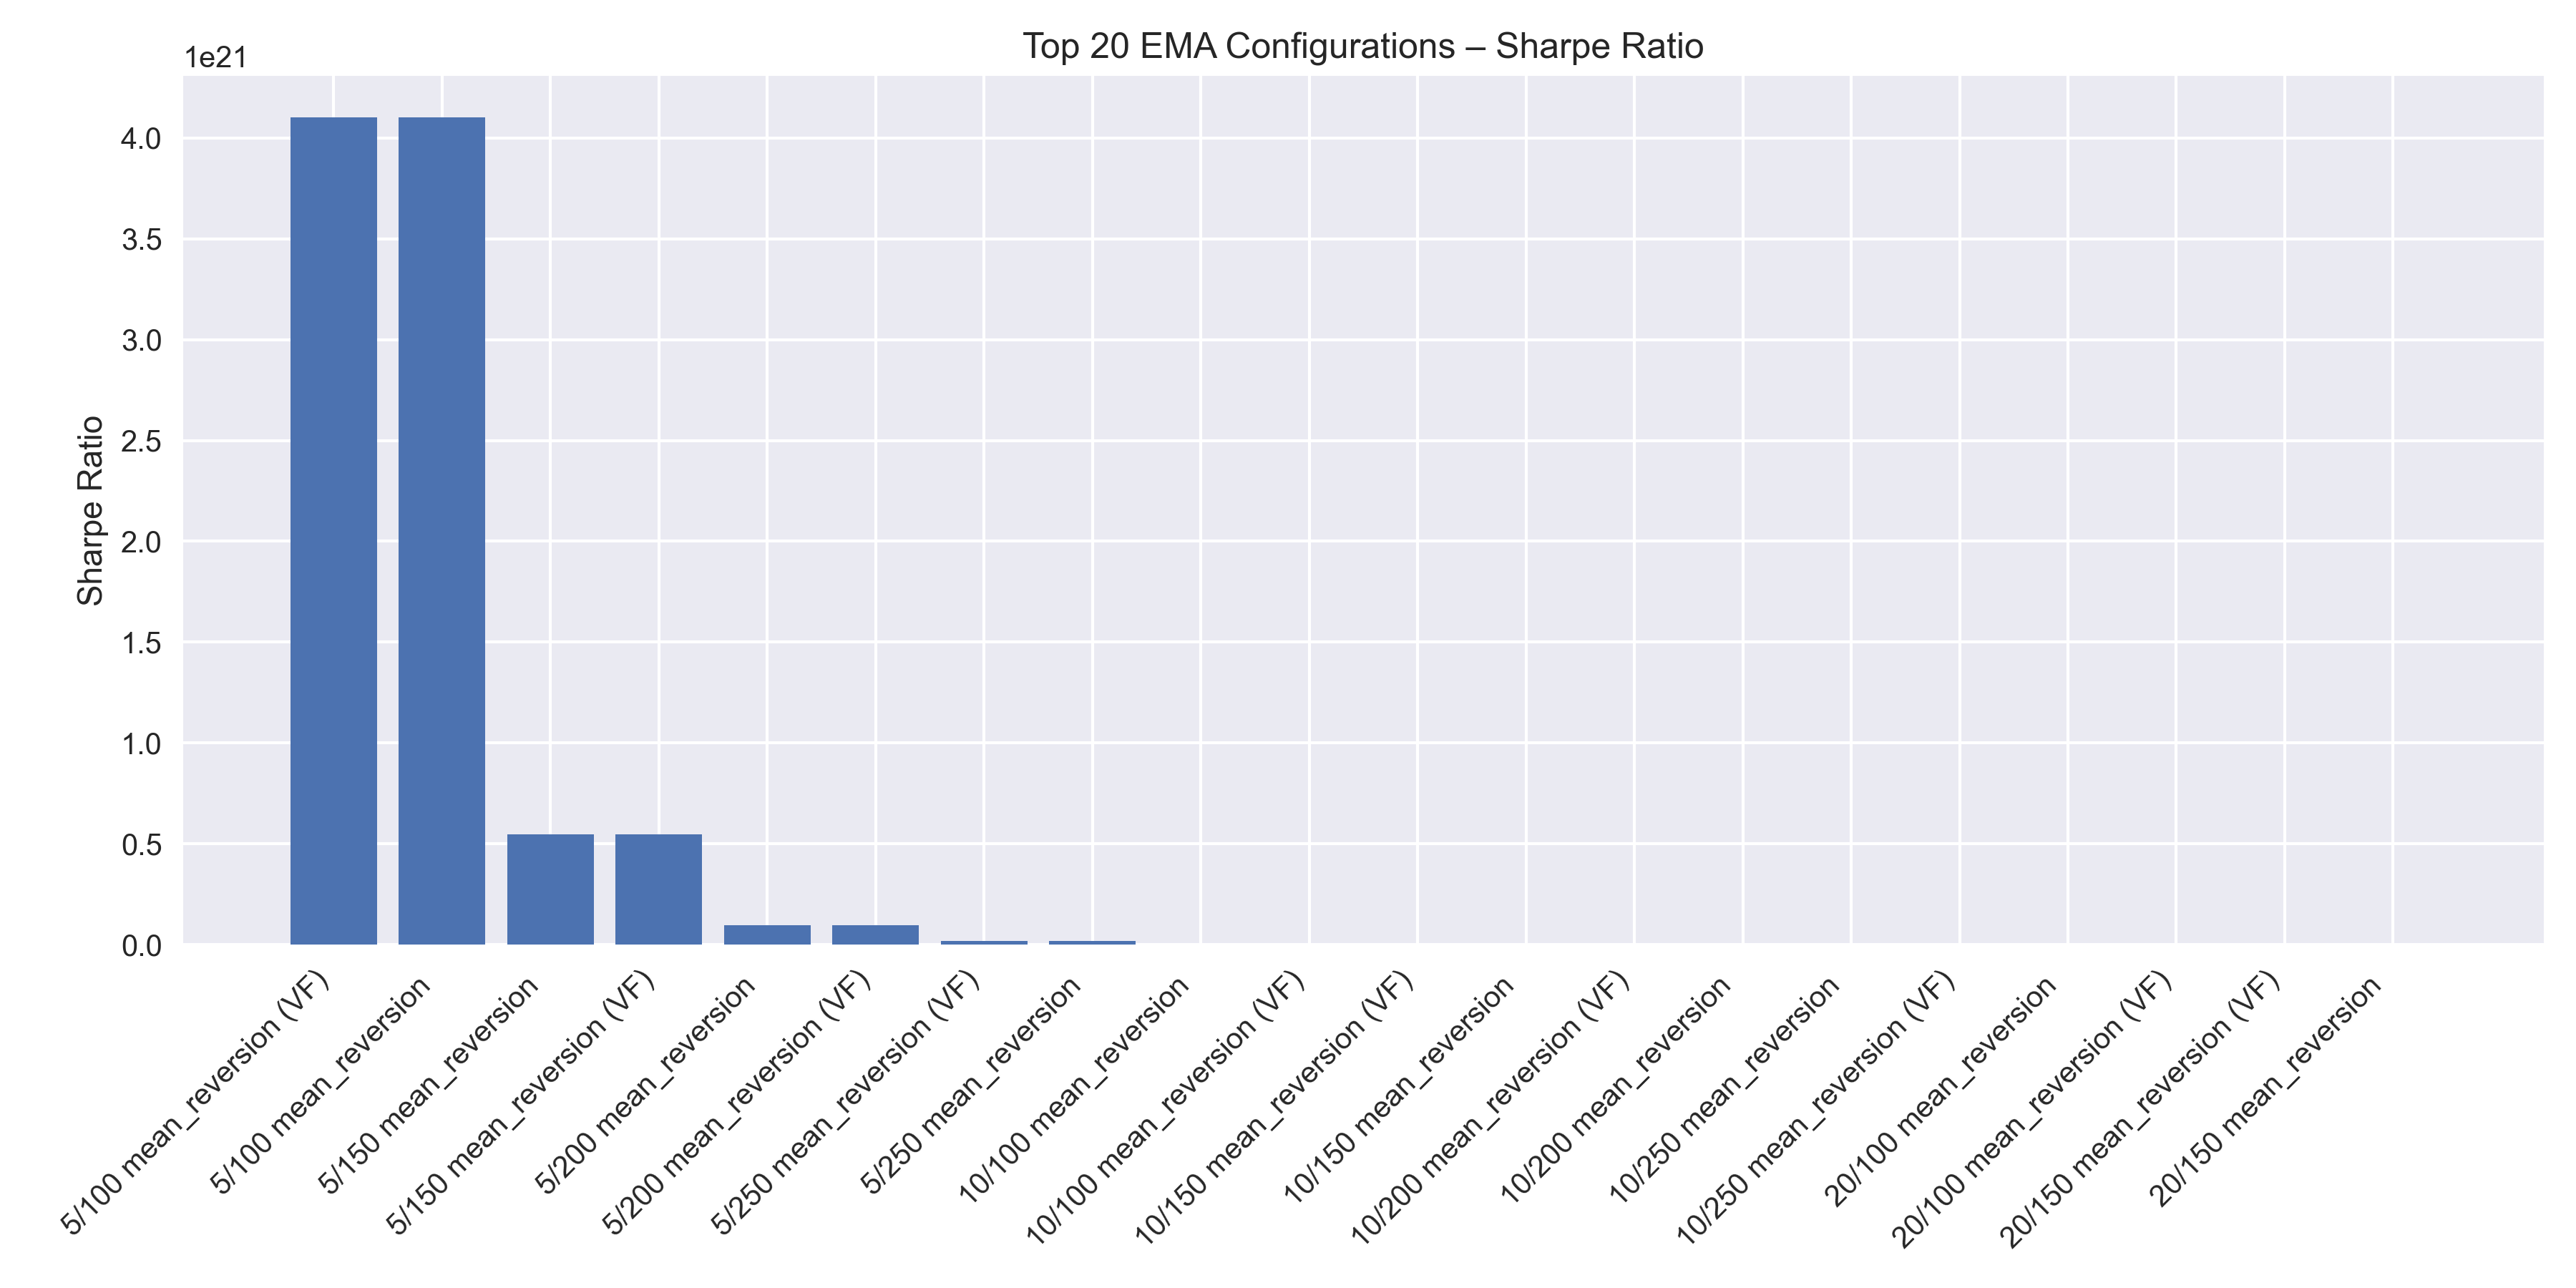 Top 20 EMA Configurations – Sharpe Ratio
1e21
4.0
3.5
3.0
2.5
2.0
1.5
1.0
0.5
0.0
Sharpe Ratio
5/100 mean_reversion (VF)
5/100 mean_reversion
5/150 mean_reversion
5/150 mean_reversion (VF)
5/200 mean_reversion
5/200 mean_reversion (VF)
5/250 mean_reversion (VF)
5/250 mean_reversion
10/100 mean_reversion
10/100 mean_reversion (VF)
10/150 mean_reversion (VF)
10/150 mean_reversion
10/200 mean_reversion (VF)
10/200 mean_reversion
10/250 mean_reversion
10/250 mean_reversion (VF)
20/100 mean_reversion
20/100 mean_reversion (VF)
20/150 mean_reversion (VF)
20/150 mean_reversion